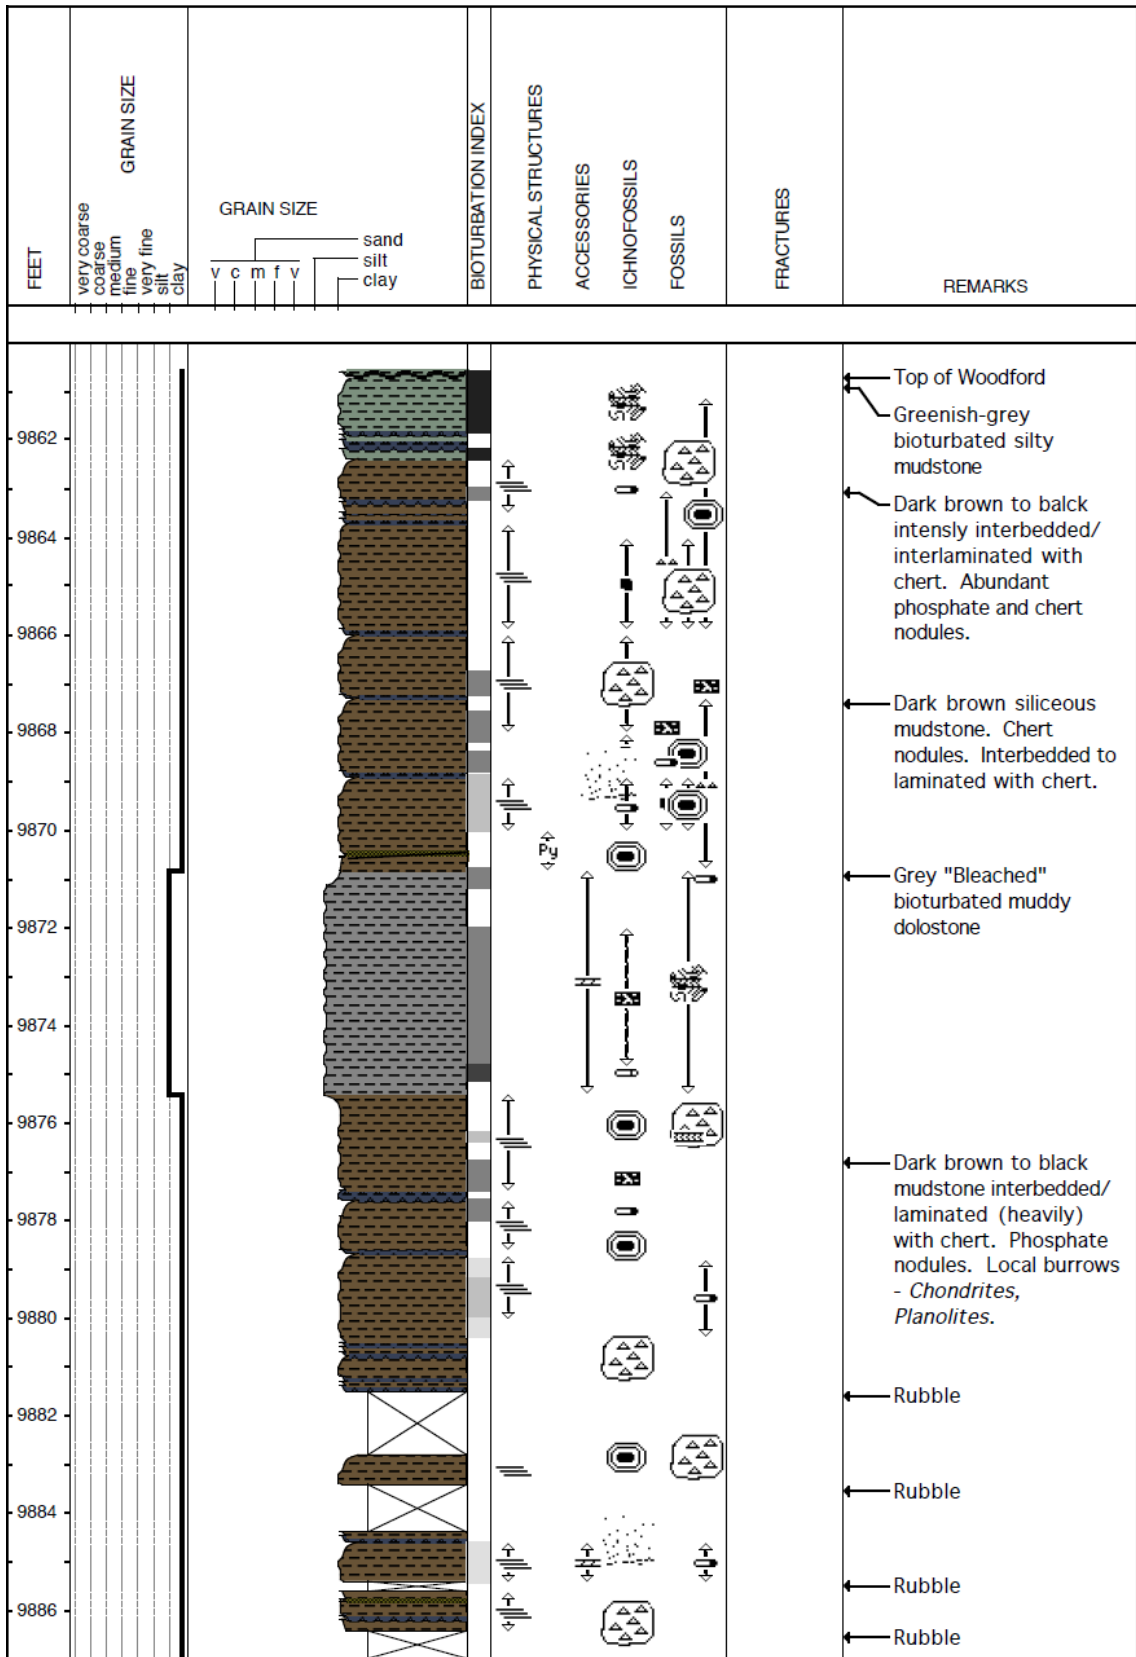 FEET
GRAIN SIZE
very coarse
coarse
medium
fine
very fine
silt
clay
GRAIN SIZE
sand
silt
clay
v c m f v
BIOTURBATION INDEX
PHYSICAL STRUCTURES
ACCESSORIES
ICHNOFOSSILS
FOSSILS
FRACTURES
REMARKS
Top of Woodford
Greenish-grey
bioturbated silty
mudstone
9862
Dark brown to balck
intensly interbedded/
interlaminated with
chert. Abundant
phosphate and chert
nodules.
9864
9866
Dark brown siliceous
mudstone. Chert
nodules. Interbedded to
laminated with chert.
9868
9870
Py
Grey "Bleached"
bioturbated muddy
dolostone
9872
9874
9876
Dark brown to black
mudstone interbedded/
laminated (heavily)
with chert. Phosphate
nodules. Local burrows
- Chondrites,
Planolites.
9878
9880
Rubble
9882
Rubble
9884
Rubble
9886
Rubble